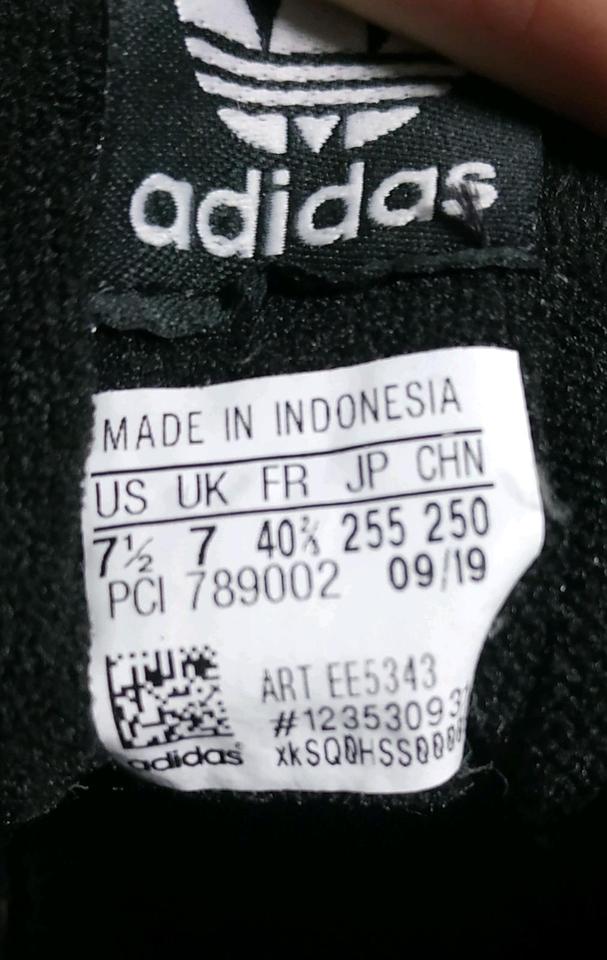 adidas
MADE IN INDONESIA
US UK FR JP CHN
7½ 7 40⅔ 255 250
PCI 789002 09/19
ART EE5343
adidas